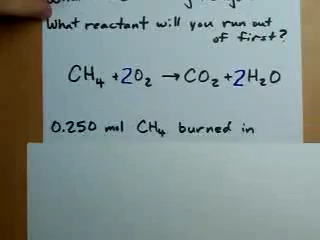 What reactant will you run out
of first?
CH₄ + 2O₂ → CO₂ + 2H₂O
0.250 mol CH₄ burned in